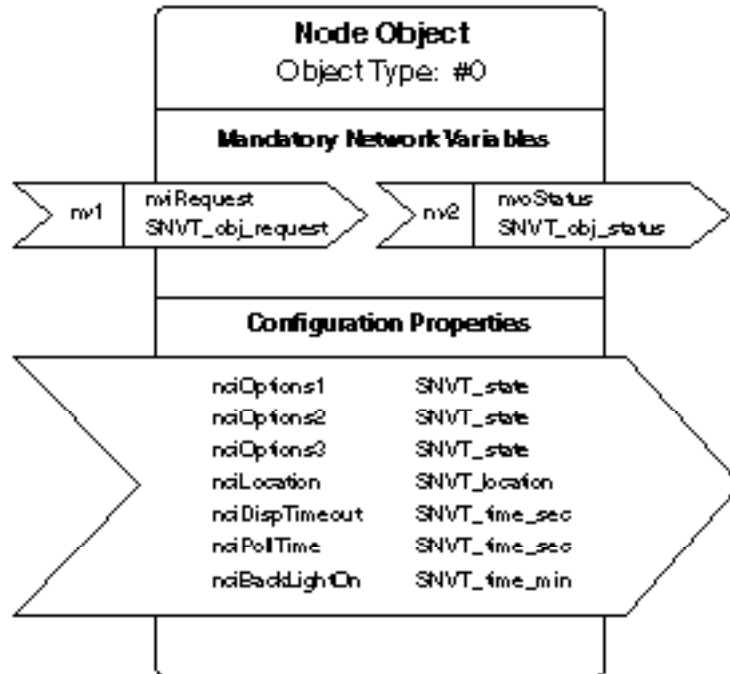 Node Object
Object Type: #0
Mandatory Network Variables
nv1
nviRequest
SNVT_obj_request
nv2
nvoStatus
SNVT_obj_status
Configuration Properties
nciOptions1 SNVT_state
nciOptions2 SNVT_state
nciOptions3 SNVT_state
nciLocation SNVT_location
nciDispTimeout SNVT_time_sec
nciPollTime SNVT_time_sec
nciBackLightOn SNVT_time_min